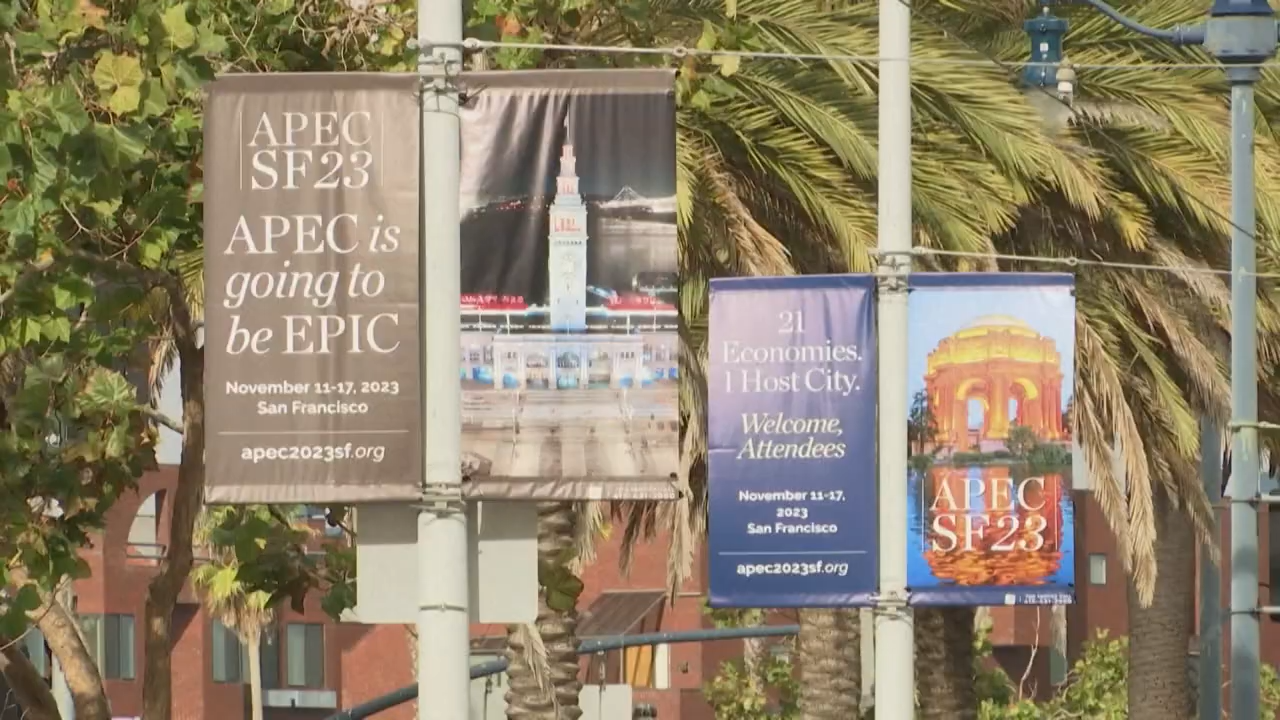 APEC
SF23
APEC is
going to
be EPIC
November 11-17, 2023
San Francisco
apec2023sf.org
21
Economies.
1 Host City.
Welcome,
Attendees
November 11-17,
2023
San Francisco
apec2023sf.org
APEC
SF23